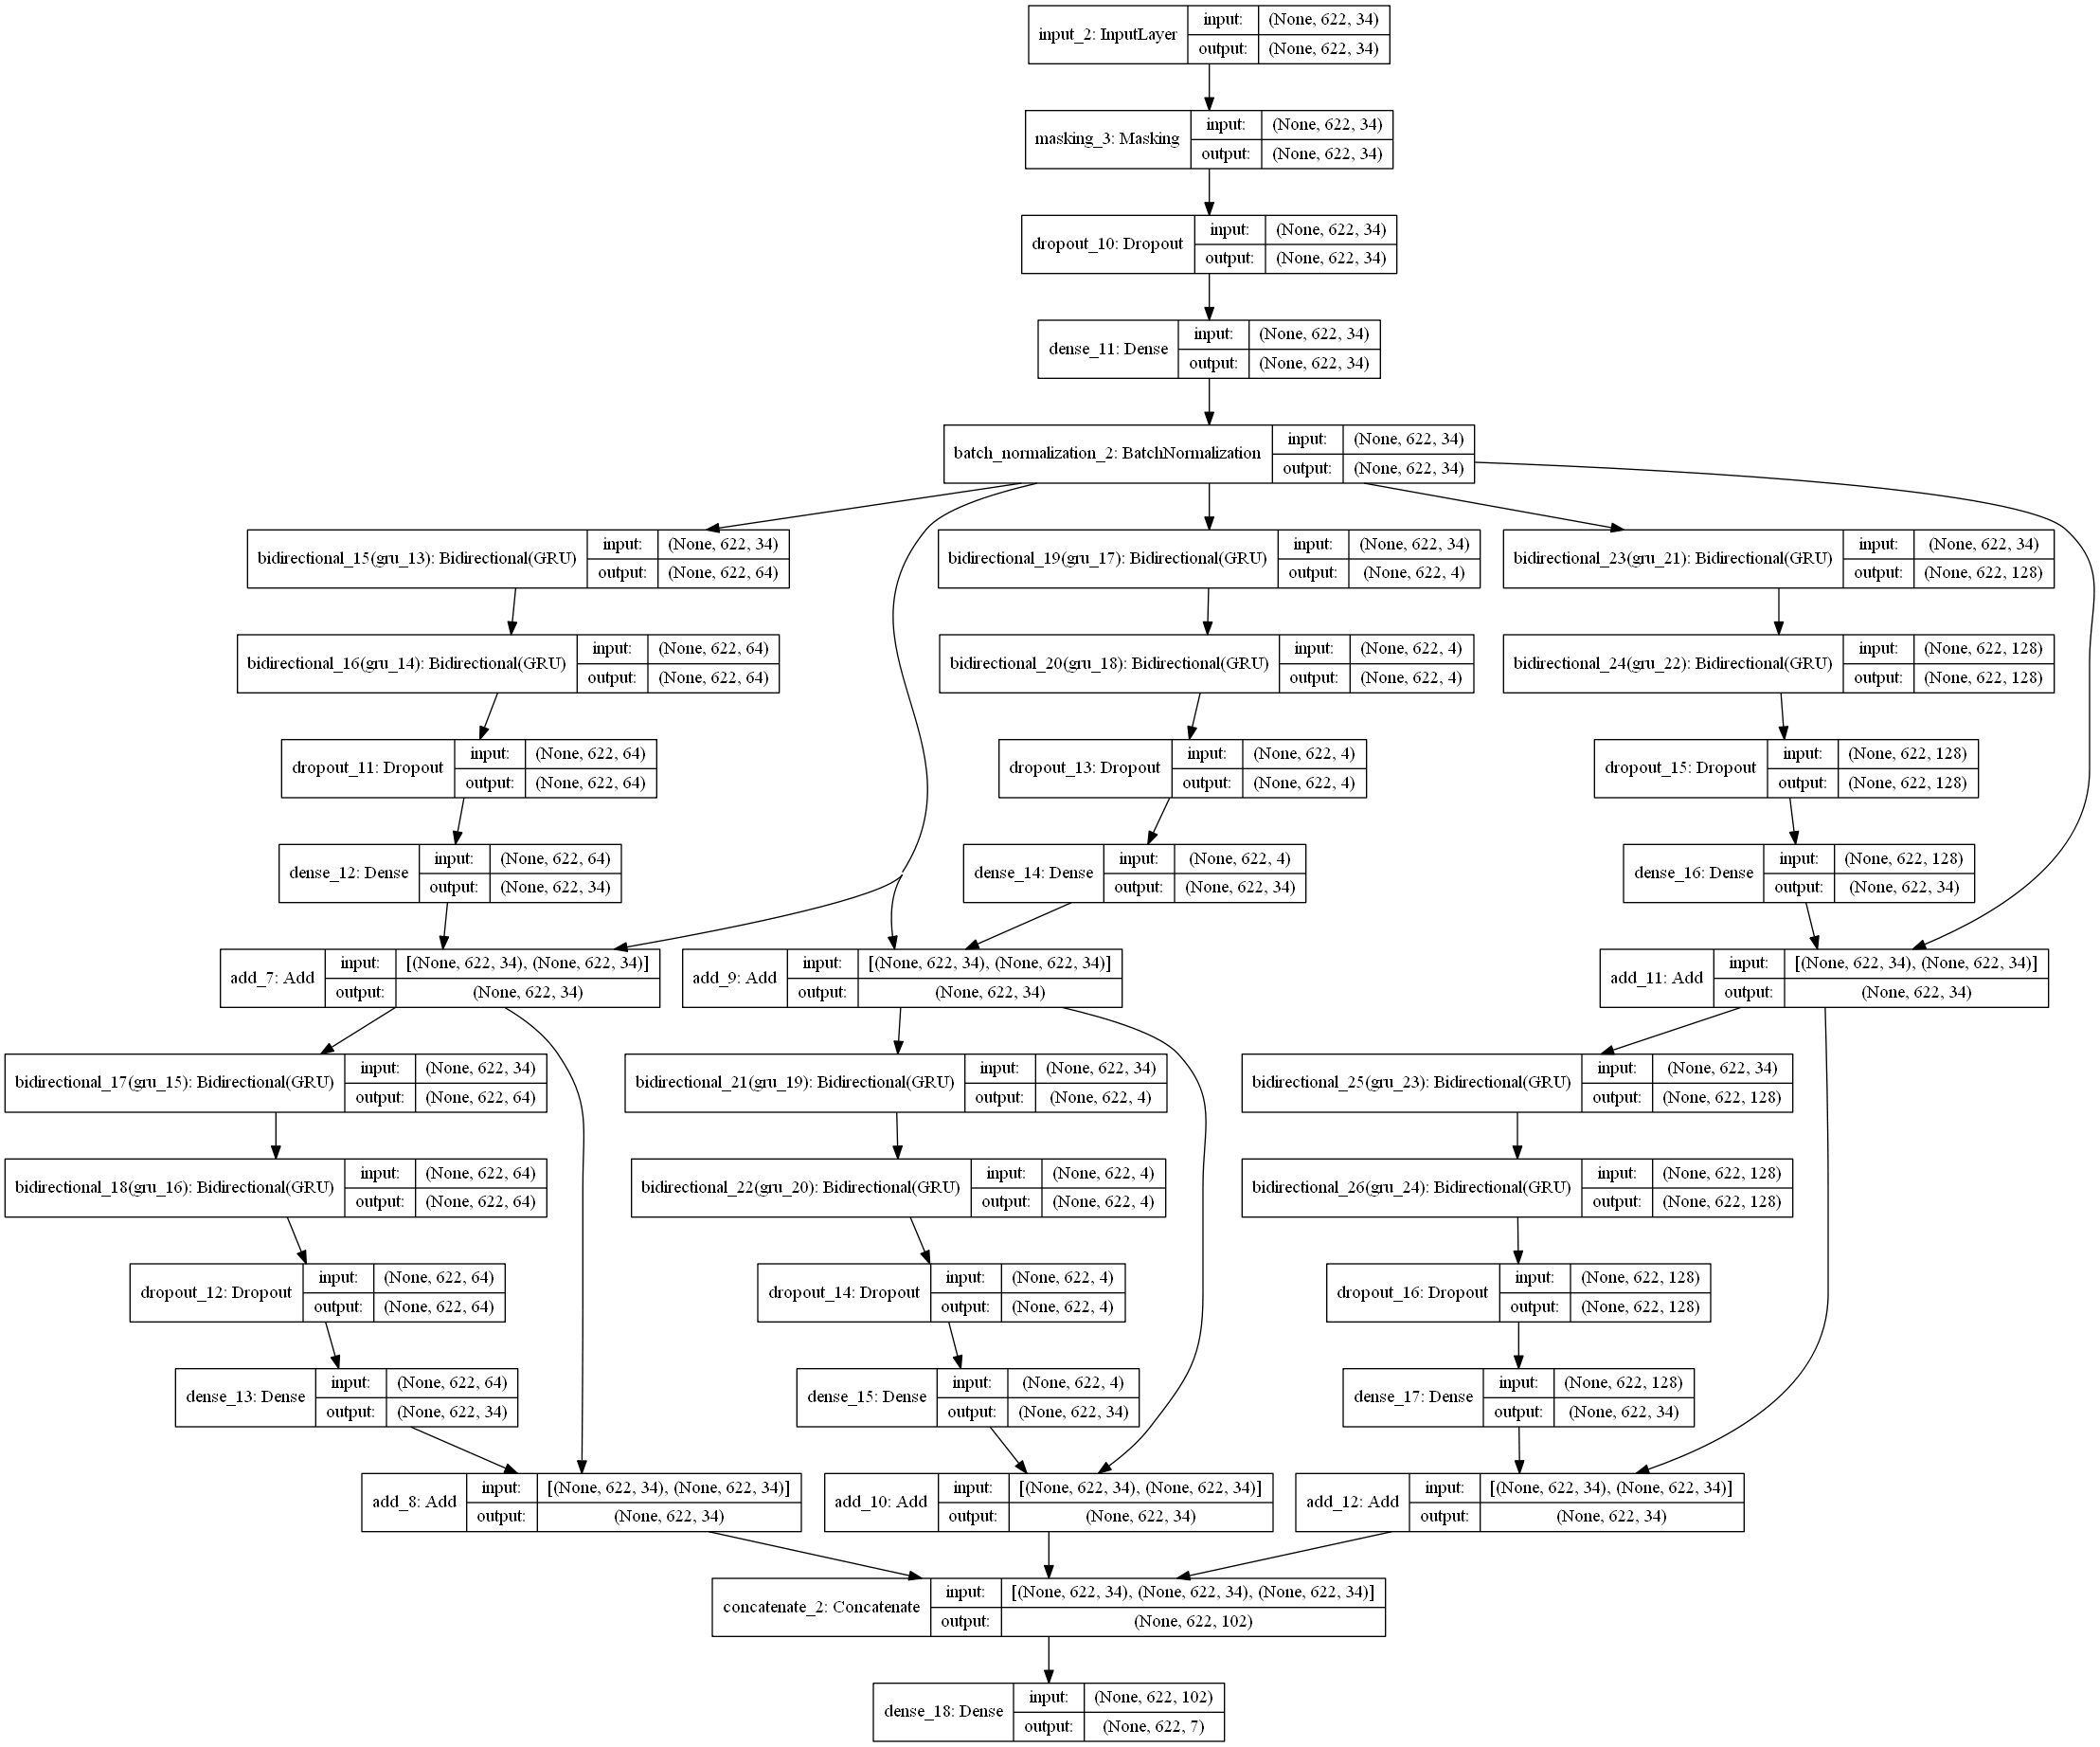 input_2: InputLayer input: (None, 622, 34)
output: (None, 622, 34)
masking_3: Masking input: (None, 622, 34)
output: (None, 622, 34)
dropout_10: Dropout input: (None, 622, 34)
output: (None, 622, 34)
dense_11: Dense input: (None, 622, 34)
output: (None, 622, 34)
batch_normalization_2: BatchNormalization input: (None, 622, 34)
output: (None, 622, 34)
bidirectional_15(gru_13): Bidirectional(GRU) input: (None, 622, 34)
output: (None, 622, 64)
bidirectional_19(gru_17): Bidirectional(GRU) input: (None, 622, 34)
output: (None, 622, 4)
bidirectional_23(gru_21): Bidirectional(GRU) input: (None, 622, 34)
output: (None, 622, 128)
bidirectional_16(gru_14): Bidirectional(GRU) input: (None, 622, 64)
output: (None, 622, 64)
bidirectional_20(gru_18): Bidirectional(GRU) input: (None, 622, 4)
output: (None, 622, 4)
bidirectional_24(gru_22): Bidirectional(GRU) input: (None, 622, 128)
output: (None, 622, 128)
dropout_11: Dropout input: (None, 622, 64)
output: (None, 622, 64)
dropout_13: Dropout input: (None, 622, 4)
output: (None, 622, 4)
dropout_15: Dropout input: (None, 622, 128)
output: (None, 622, 128)
dense_12: Dense input: (None, 622, 64)
output: (None, 622, 34)
dense_14: Dense input: (None, 622, 4)
output: (None, 622, 34)
dense_16: Dense input: (None, 622, 128)
output: (None, 622, 34)
add_7: Add input: [(None, 622, 34), (None, 622, 34)]
output: (None, 622, 34)
add_9: Add input: [(None, 622, 34), (None, 622, 34)]
output: (None, 622, 34)
add_11: Add input: [(None, 622, 34), (None, 622, 34)]
output: (None, 622, 34)
bidirectional_17(gru_15): Bidirectional(GRU) input: (None, 622, 34)
output: (None, 622, 64)
bidirectional_21(gru_19): Bidirectional(GRU) input: (None, 622, 34)
output: (None, 622, 4)
bidirectional_25(gru_23): Bidirectional(GRU) input: (None, 622, 34)
output: (None, 622, 128)
bidirectional_18(gru_16): Bidirectional(GRU) input: (None, 622, 64)
output: (None, 622, 64)
bidirectional_22(gru_20): Bidirectional(GRU) input: (None, 622, 4)
output: (None, 622, 4)
bidirectional_26(gru_24): Bidirectional(GRU) input: (None, 622, 128)
output: (None, 622, 128)
dropout_12: Dropout input: (None, 622, 64)
output: (None, 622, 64)
dropout_14: Dropout input: (None, 622, 4)
output: (None, 622, 4)
dropout_16: Dropout input: (None, 622, 128)
output: (None, 622, 128)
dense_13: Dense input: (None, 622, 64)
output: (None, 622, 34)
dense_15: Dense input: (None, 622, 4)
output: (None, 622, 34)
dense_17: Dense input: (None, 622, 128)
output: (None, 622, 34)
add_8: Add input: [(None, 622, 34), (None, 622, 34)]
output: (None, 622, 34)
add_10: Add input: [(None, 622, 34), (None, 622, 34)]
output: (None, 622, 34)
add_12: Add input: [(None, 622, 34), (None, 622, 34)]
output: (None, 622, 34)
concatenate_2: Concatenate input: [(None, 622, 34), (None, 622, 34), (None, 622, 34)]
output: (None, 622, 102)
dense_18: Dense input: (None, 622, 102)
output: (None, 622, 7)